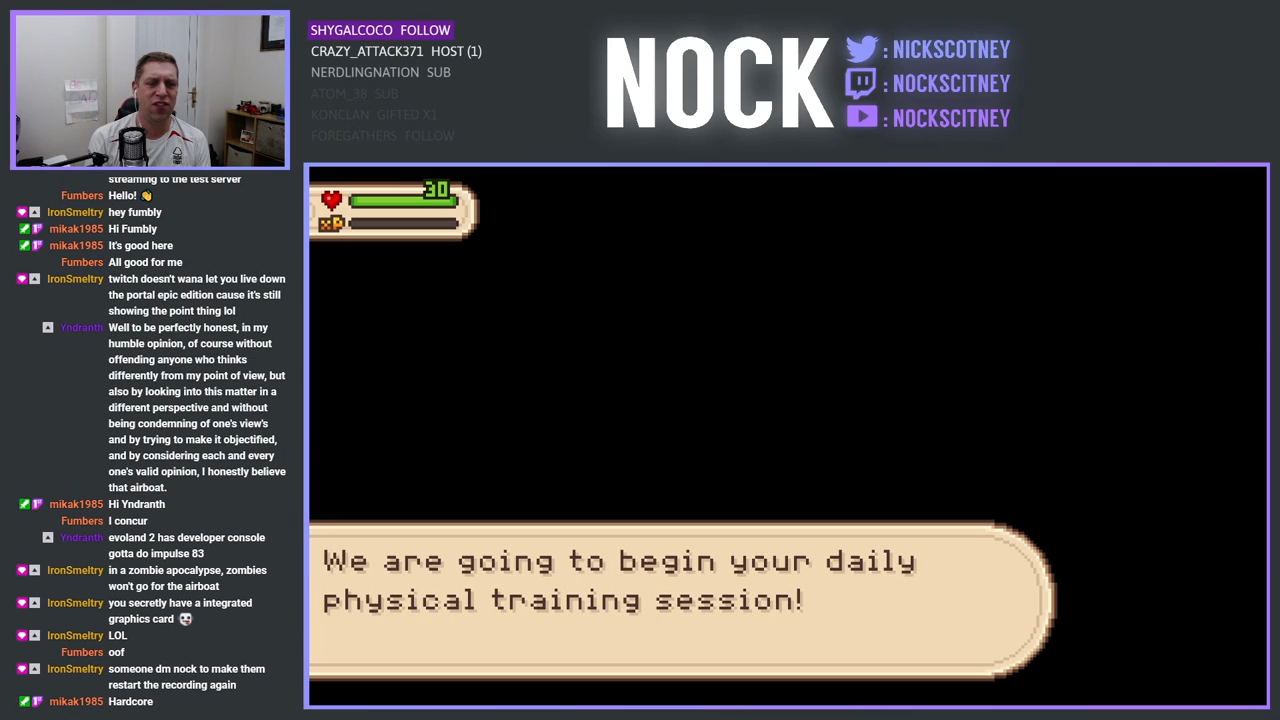 SHYGALCOCO FOLLOW
CRAZY_ATTACK371 HOST (1)
NERDLINGNATION SUB
ATOM_38 SUB
KONCLAN GIFTED X1
FOREGATHERS FOLLOW
NOCK
: NICKSCOTNEY
: NOCKSCITNEY
: NOCKSCITNEY
streaming to the test server
Fumbers Hello! 👋
IronSmeltry hey fumbly
mikak1985 Hi Fumbly
mikak1985 It's good here
Fumbers All good for me
IronSmeltry twitch doesn't wana let you live down
the portal epic edition cause it's still
showing the point thing lol
Yndranth Well to be perfectly honest, in my
humble opinion, of course without
offending anyone who thinks
differently from my point of view, but
also by looking into this matter in a
different perspective and without
being condemning of one's view's
and by trying to make it objectified,
and by considering each and every
one's valid opinion, I honestly believe
that airboat.
mikak1985 Hi Yndranth
Fumbers I concur
Yndranth evoland 2 has developer console
gotta do impulse 83
IronSmeltry in a zombie apocalypse, zombies
won't go for the airboat
IronSmeltry you secretly have a integrated
graphics card
IronSmeltry LOL
Fumbers oof
IronSmeltry someone dm nock to make them
restart the recording again
mikak1985 Hardcore
30
XP
We are going to begin your daily
physical training session!